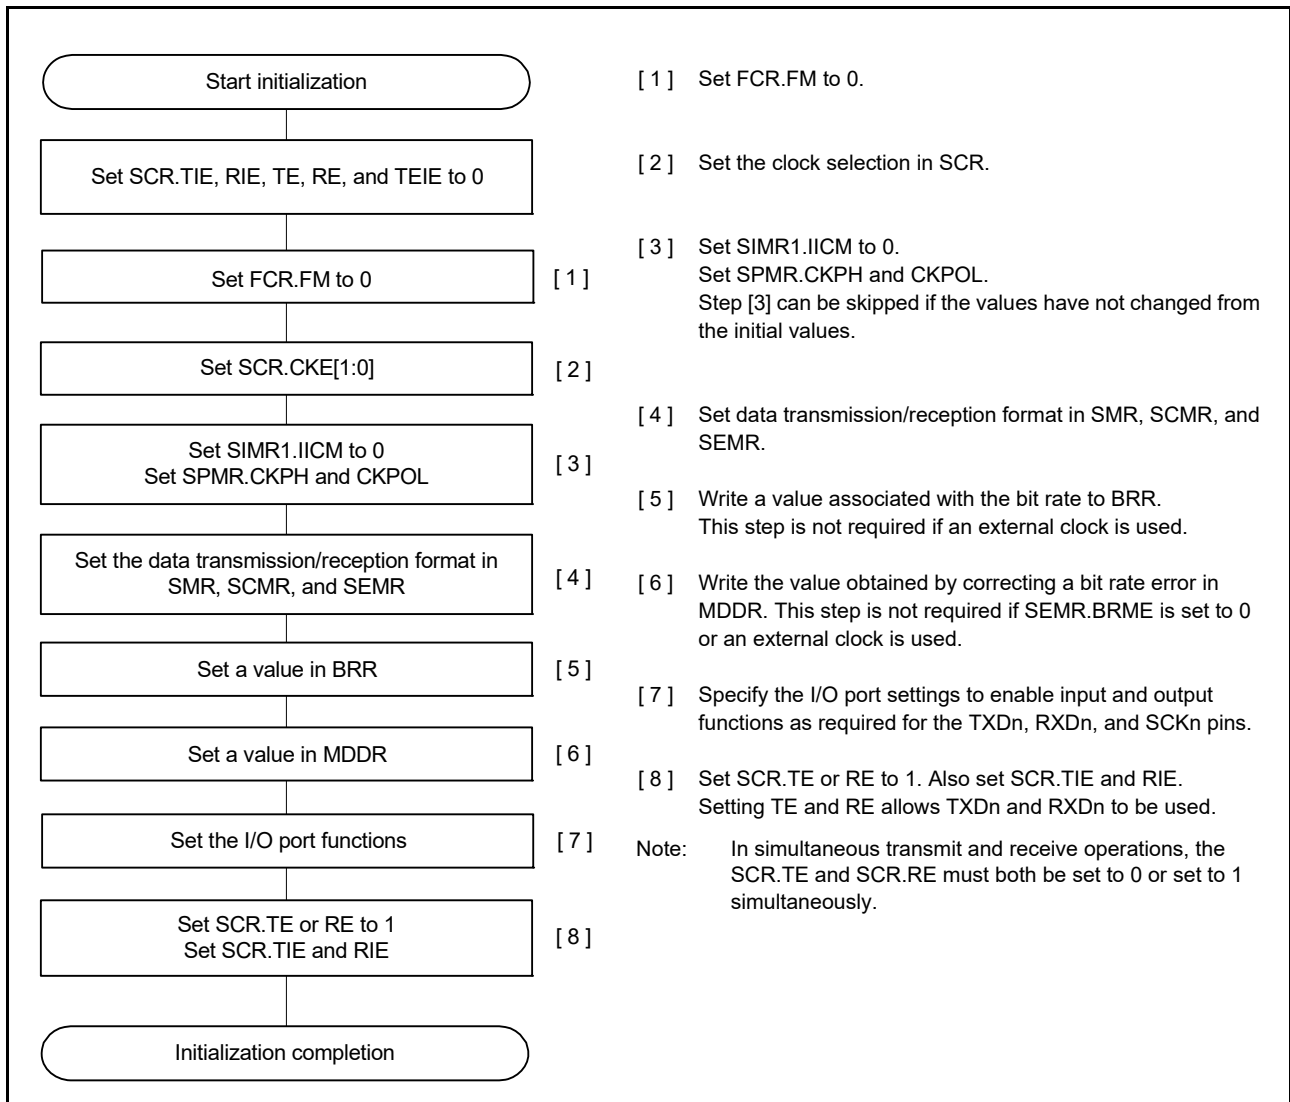 Start initialization
Set SCR.TIE, RIE, TE, RE, and TEIE to 0
Set FCR.FM to 0
[ 1 ]
Set SCR.CKE[1:0]
[ 2 ]
Set SIMR1.IICM to 0
Set SPMR.CKPH and CKPOL
[ 3 ]
Set the data transmission/reception format in
SMR, SCMR, and SEMR
[ 4 ]
Set a value in BRR
[ 5 ]
Set a value in MDDR
[ 6 ]
Set the I/O port functions
[ 7 ]
Set SCR.TE or RE to 1
Set SCR.TIE and RIE
[ 8 ]
Initialization completion
[ 1 ] Set FCR.FM to 0.
[ 2 ] Set the clock selection in SCR.
[ 3 ] Set SIMR1.IICM to 0.
Set SPMR.CKPH and CKPOL.
Step [3] can be skipped if the values have not changed from
the initial values.
[ 4 ] Set data transmission/reception format in SMR, SCMR, and
SEMR.
[ 5 ] Write a value associated with the bit rate to BRR.
This step is not required if an external clock is used.
[ 6 ] Write the value obtained by correcting a bit rate error in
MDDR. This step is not required if SEMR.BRME is set to 0
or an external clock is used.
[ 7 ] Specify the I/O port settings to enable input and output
functions as required for the TXDn, RXDn, and SCKn pins.
[ 8 ] Set SCR.TE or RE to 1. Also set SCR.TIE and RIE.
Setting TE and RE allows TXDn and RXDn to be used.
Note: In simultaneous transmit and receive operations, the
SCR.TE and SCR.RE must both be set to 0 or set to 1
simultaneously.